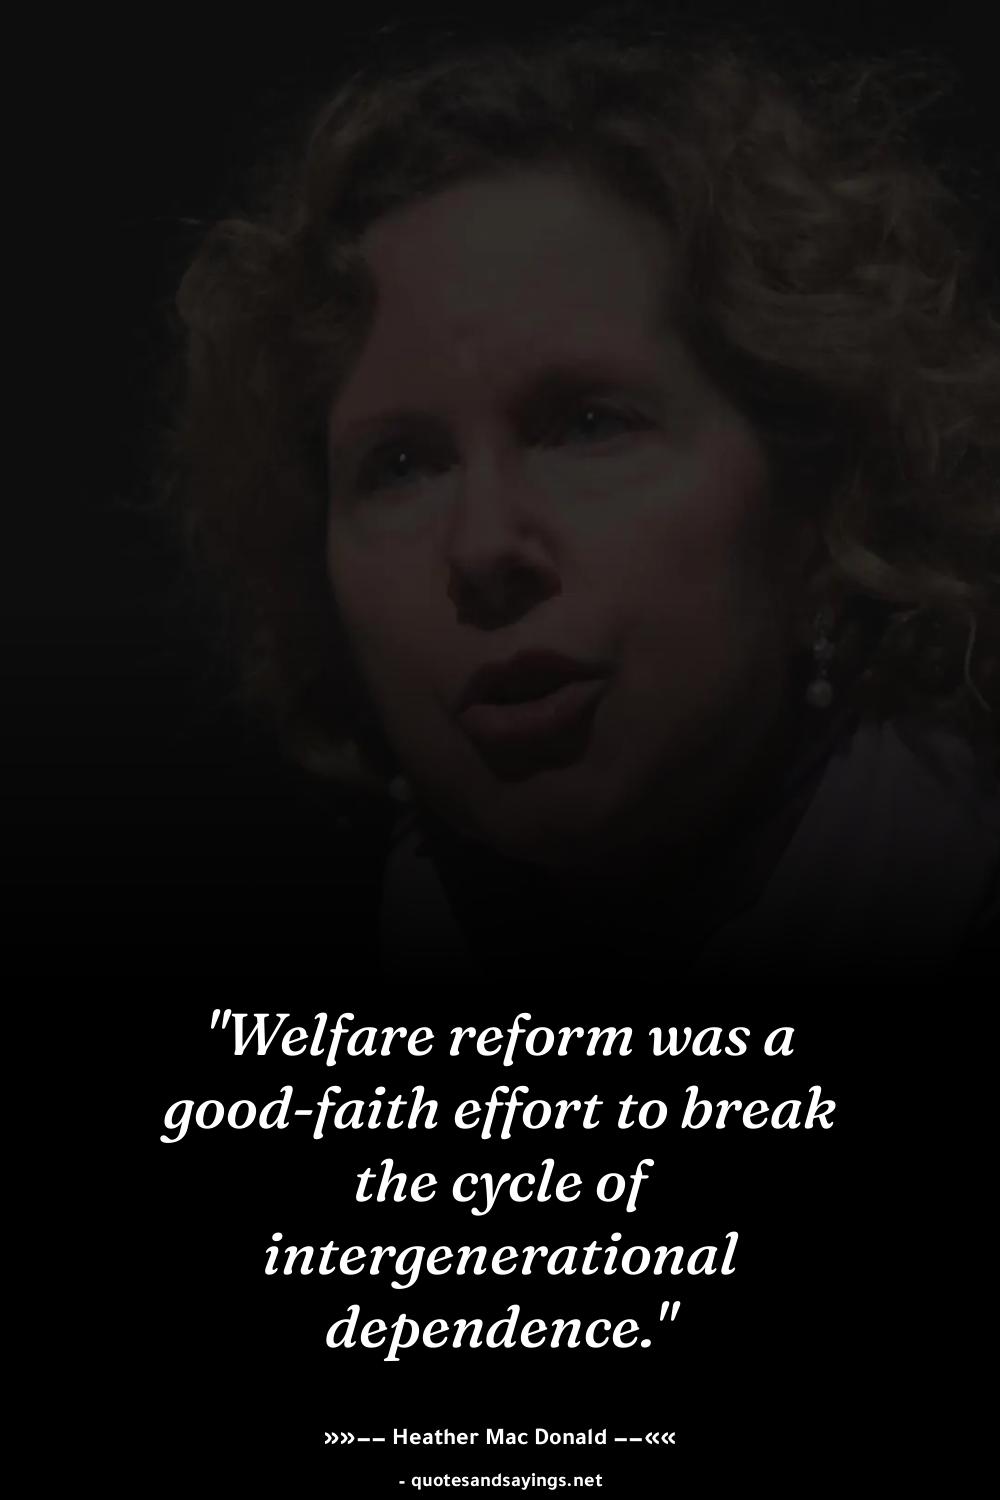 "Welfare reform was a
good-faith effort to break
the cycle of
intergenerational
dependence."
»»−− Heather Mac Donald −−««
- quotesandsayings.net